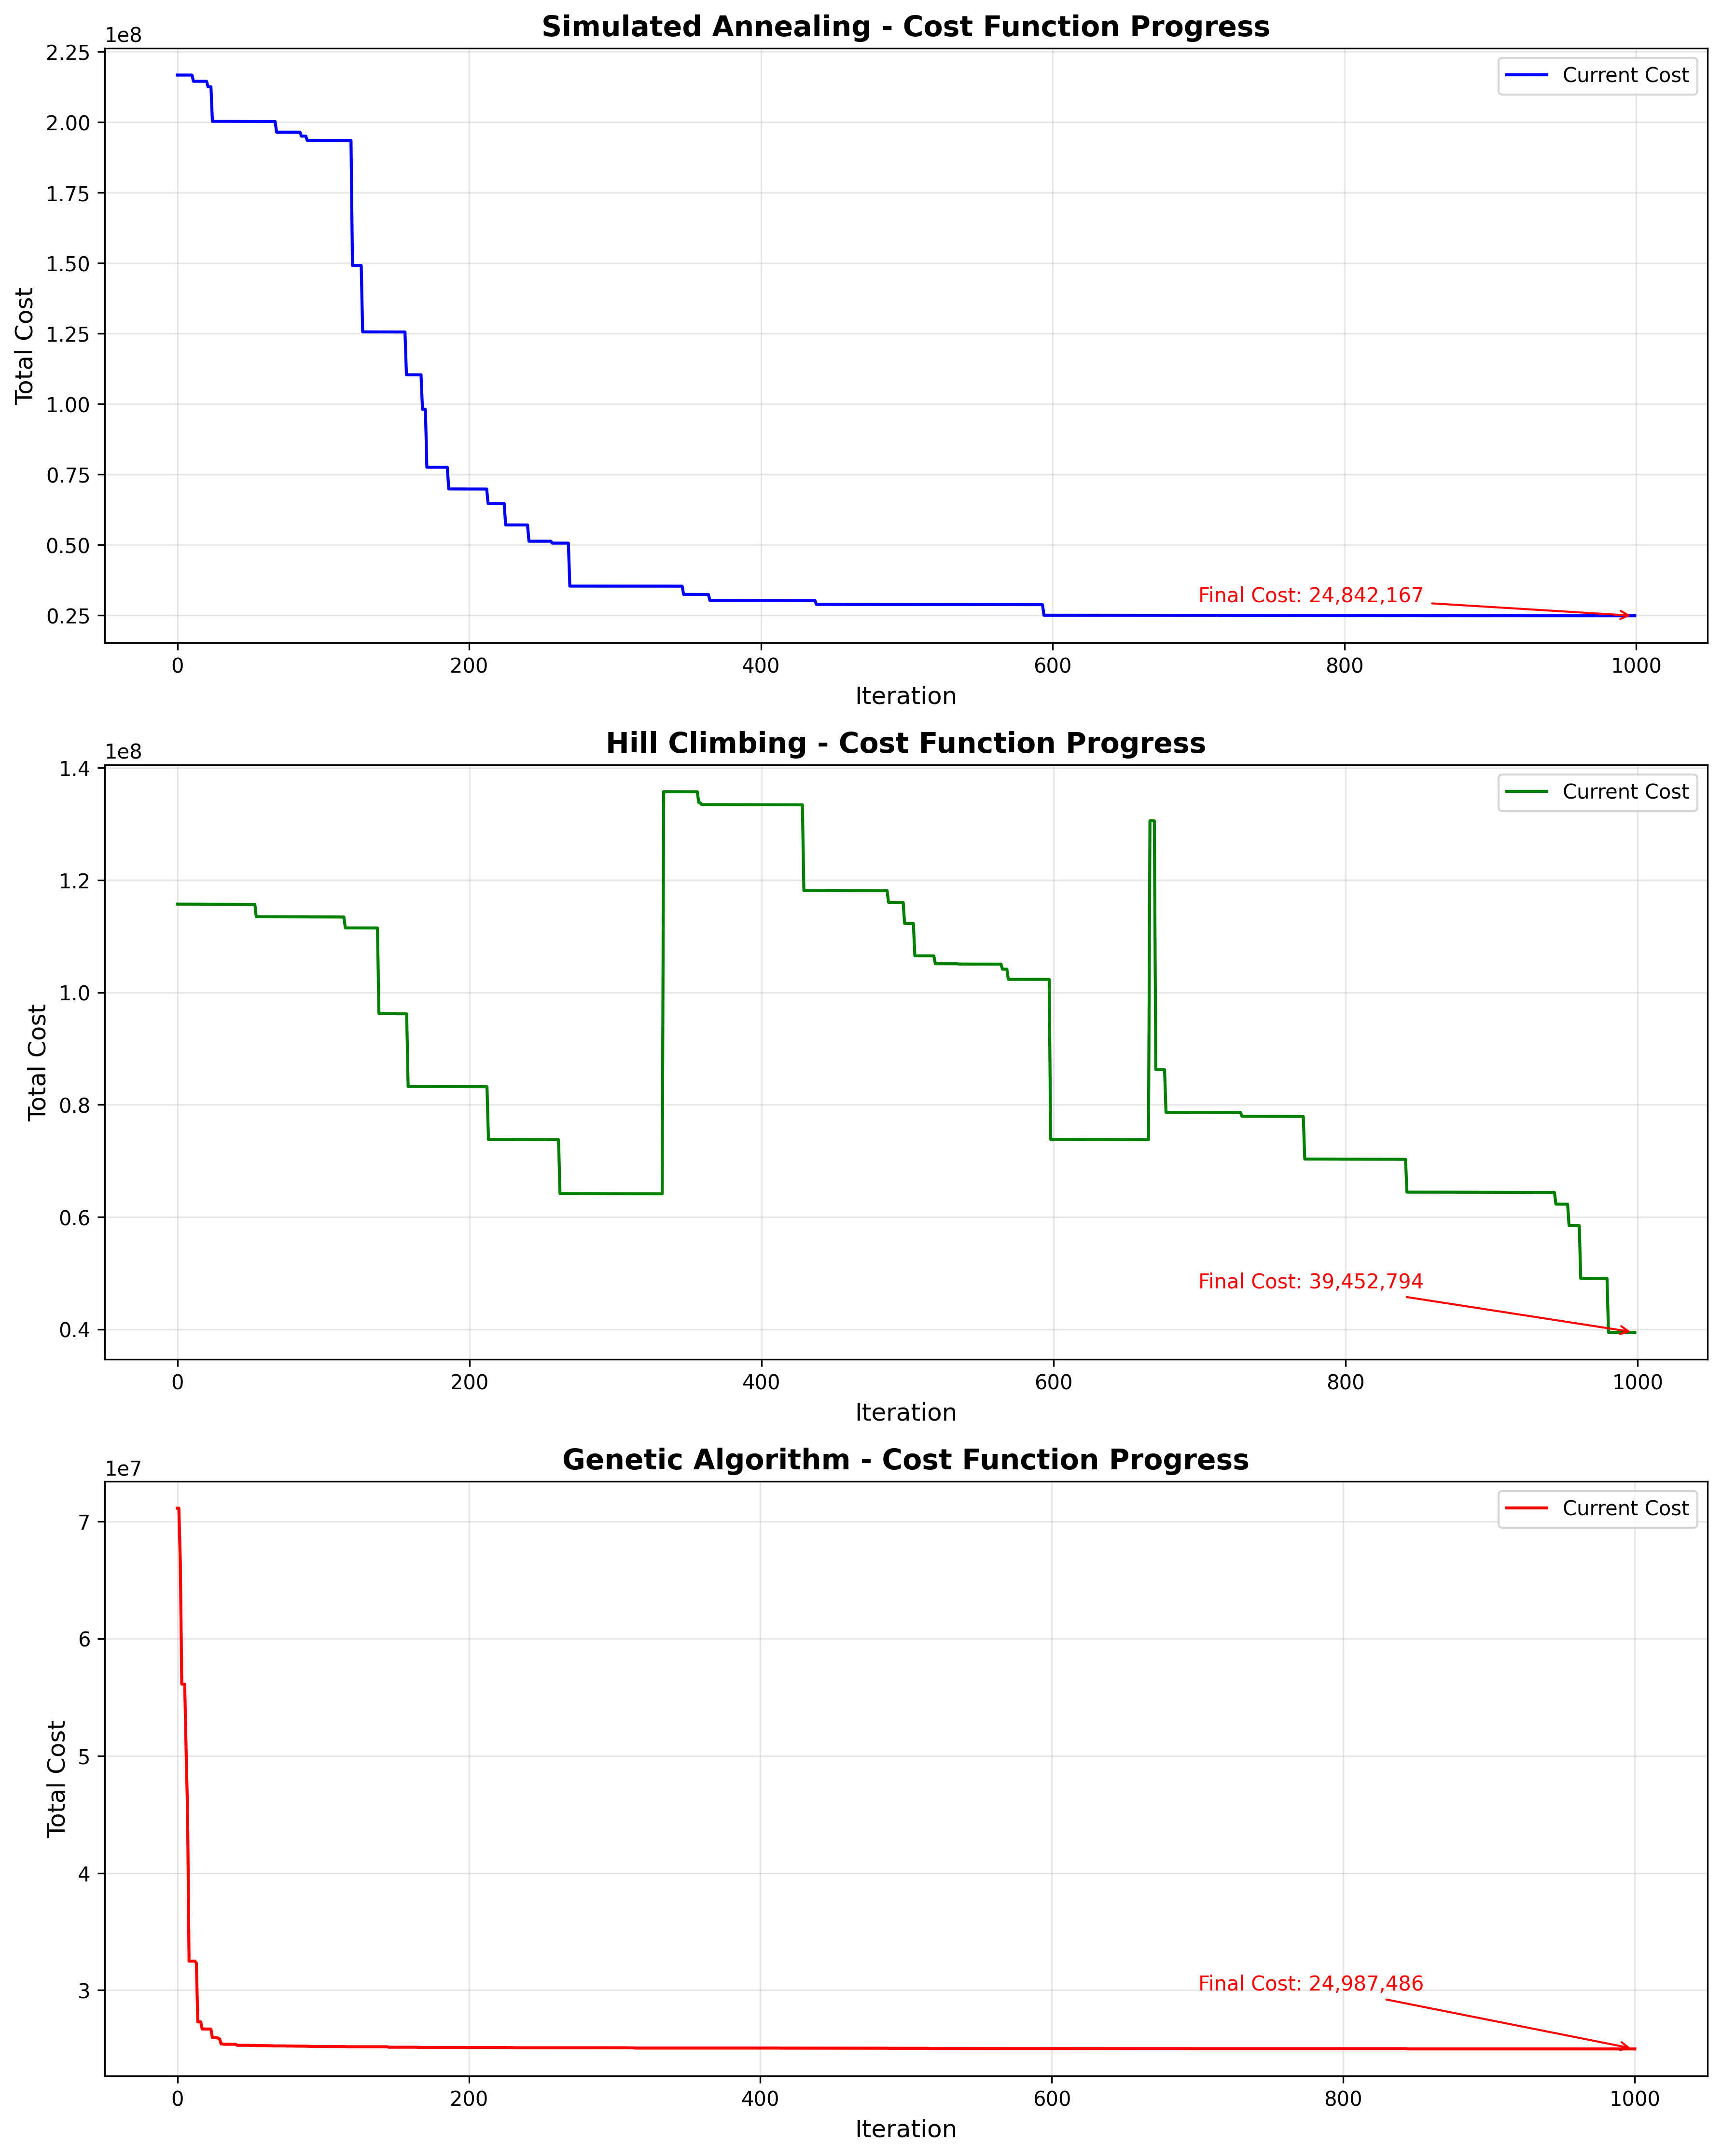 Simulated Annealing - Cost Function Progress
1e8
2.25
2.00
1.75
1.50
1.25
1.00
0.75
0.50
0.25
Total Cost
Current Cost
Final Cost: 24,842,167
0 200 400 600 800 1000
Iteration
Hill Climbing - Cost Function Progress
1e8
1.4
1.2
1.0
0.8
0.6
0.4
Total Cost
Current Cost
Final Cost: 39,452,794
0 200 400 600 800 1000
Iteration
Genetic Algorithm - Cost Function Progress
1e7
7
6
5
4
3
Total Cost
Current Cost
Final Cost: 24,987,486
0 200 400 600 800 1000
Iteration